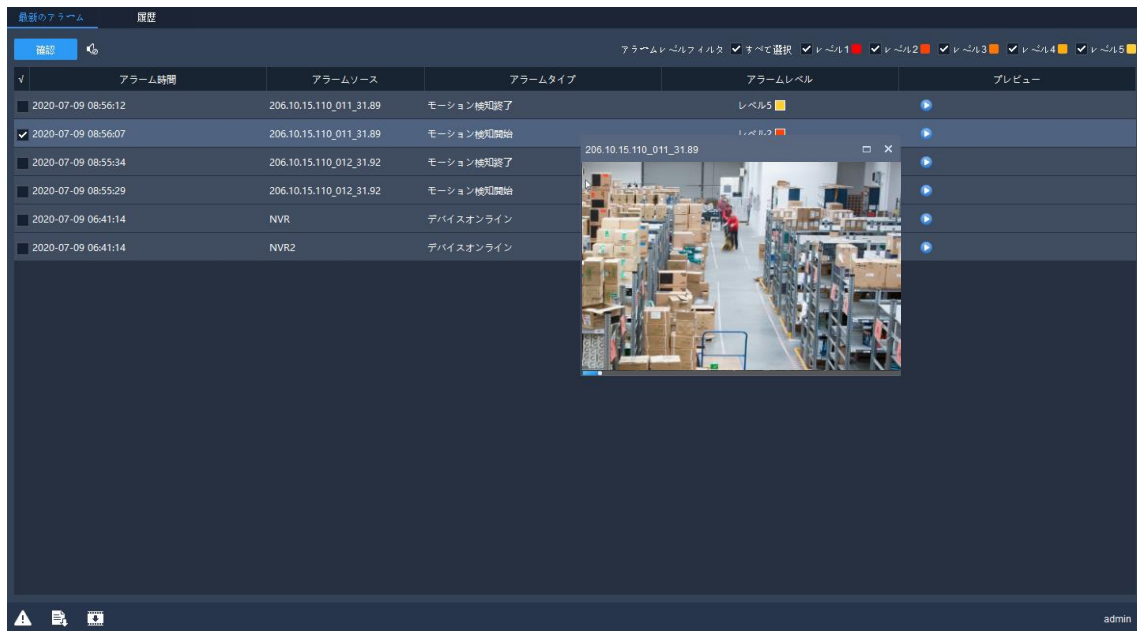 最新のアラーム 履歴
確認 アラームレベルフィルタ すべて選択 レベル1 レベル2 レベル3 レベル4 レベル5
√ アラーム時間 アラームソース アラームタイプ アラームレベル プレビュー
2020-07-09 08:56:12 206.10.15.110_011_31.89 モーション検知終了 レベル5
2020-07-09 08:56:07 206.10.15.110_011_31.89 モーション検知開始 レベル2
206.10.15.110_011_31.89
2020-07-09 08:55:34 206.10.15.110_012_31.92 モーション検知終了
2020-07-09 08:55:29 206.10.15.110_012_31.92 モーション検知開始
2020-07-09 06:41:14 NVR デバイスオンライン
2020-07-09 06:41:14 NVR2 デバイスオンライン
admin